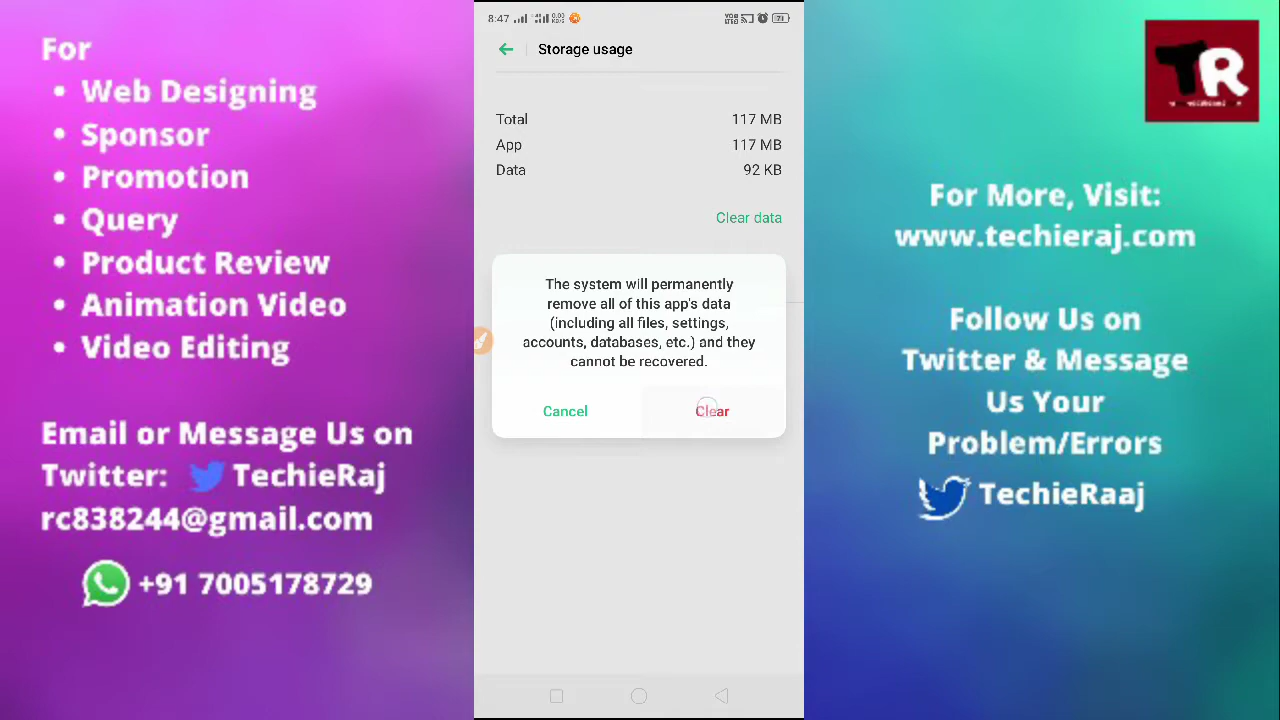 For
• Web Designing
• Sponsor
• Promotion
• Query
• Product Review
• Animation Video
• Video Editing
Email or Message Us on
Twitter: TechieRaj
rc838244@gmail.com
+91 7005178729
8:47
71
Storage usage
Total 117 MB
App 117 MB
Data 92 KB
Clear data
The system will permanently
remove all of this app's data
(including all files, settings,
accounts, databases, etc.) and they
cannot be recovered.
Cancel Clear
TR
For More, Visit:
www.techieraj.com
Follow Us on
Twitter & Message
Us Your
Problem/Errors
TechieRaaj